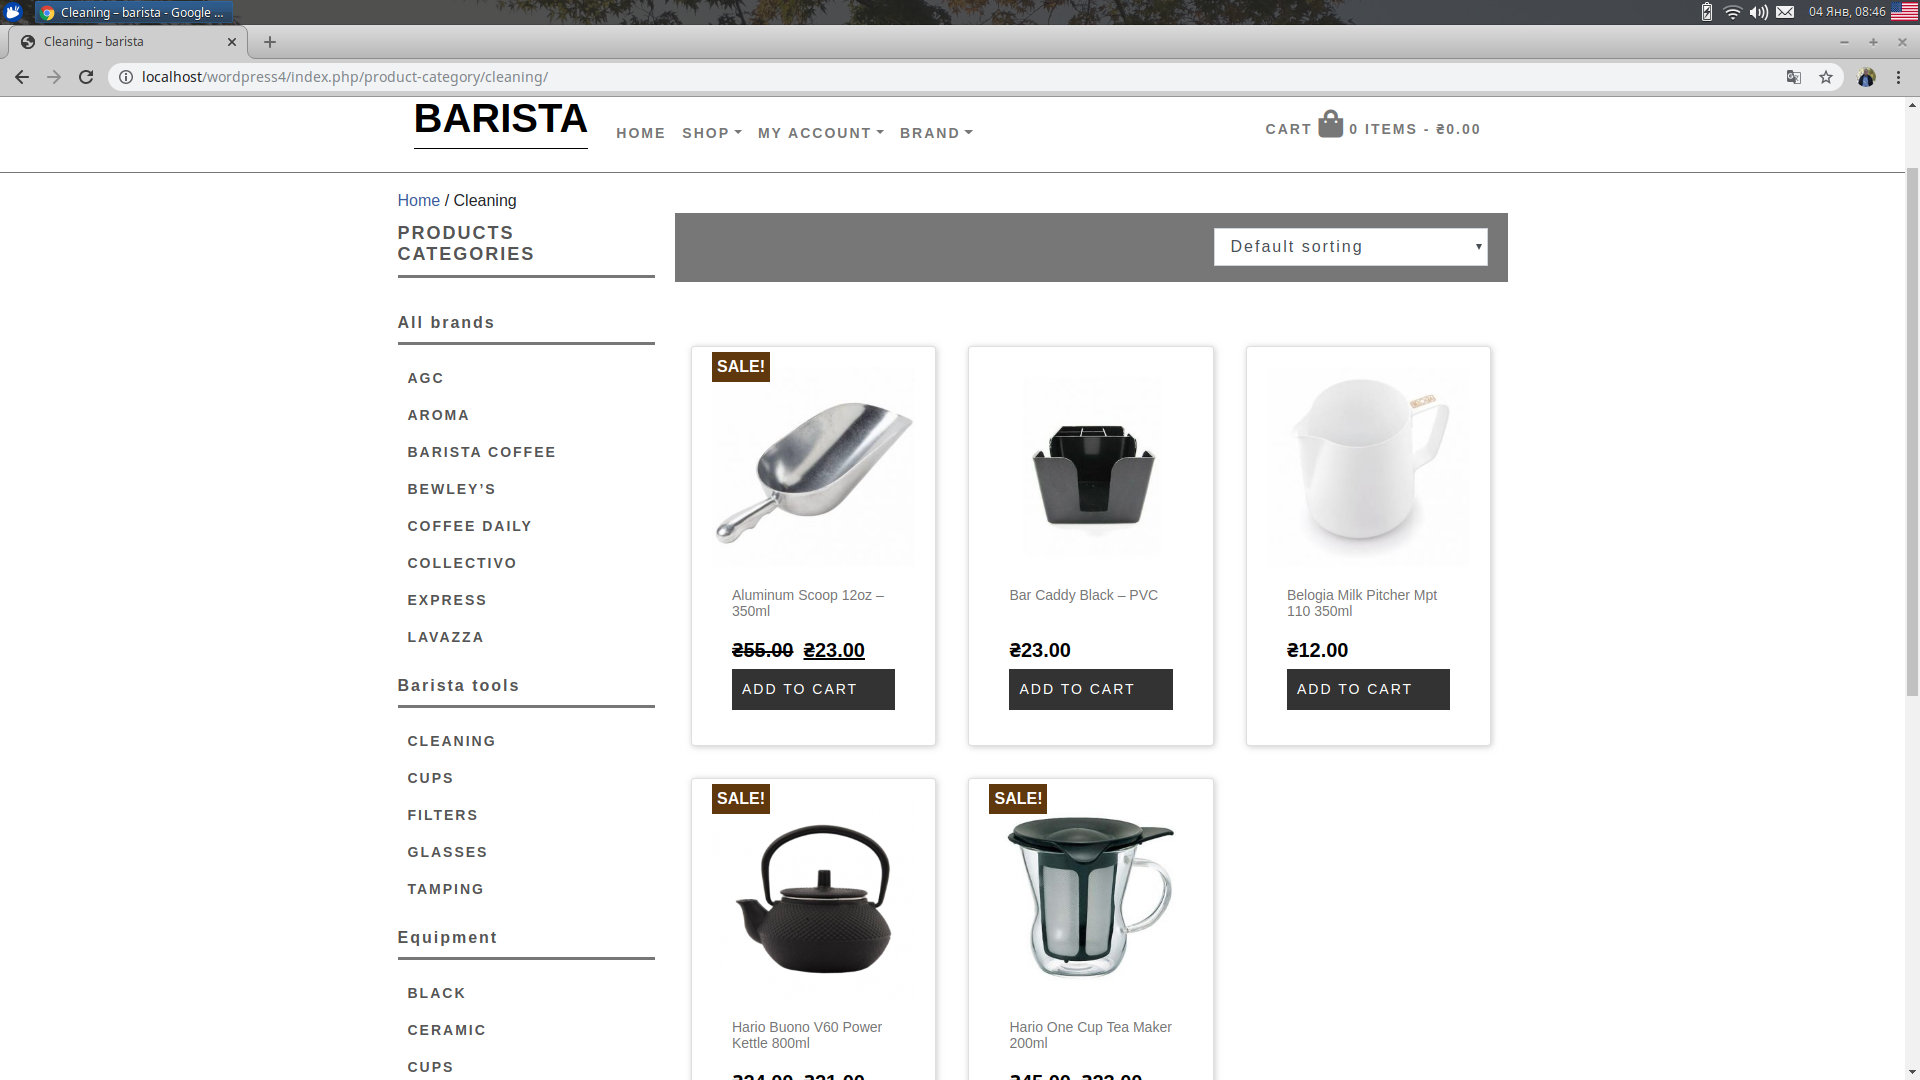 Cleaning – barista - Google ...
04 Янв, 08:46
Cleaning – barista
localhost/wordpress4/index.php/product-category/cleaning/
BARISTA
HOME
SHOP
MY ACCOUNT
BRAND
CART 0 ITEMS - ₴0.00
Home / Cleaning
PRODUCTS
CATEGORIES
All brands
AGC
AROMA
BARISTA COFFEE
BEWLEY’S
COFFEE DAILY
COLLECTIVO
EXPRESS
LAVAZZA
Barista tools
CLEANING
CUPS
FILTERS
GLASSES
TAMPING
Equipment
BLACK
CERAMIC
CUPS
Default sorting
SALE!
Aluminum Scoop 12oz –
350ml
₴55.00 ₴23.00
ADD TO CART
Bar Caddy Black – PVC
₴23.00
ADD TO CART
Belogia Milk Pitcher Mpt
110 350ml
₴12.00
ADD TO CART
SALE!
Hario Buono V60 Power
Kettle 800ml
SALE!
Hario One Cup Tea Maker
200ml